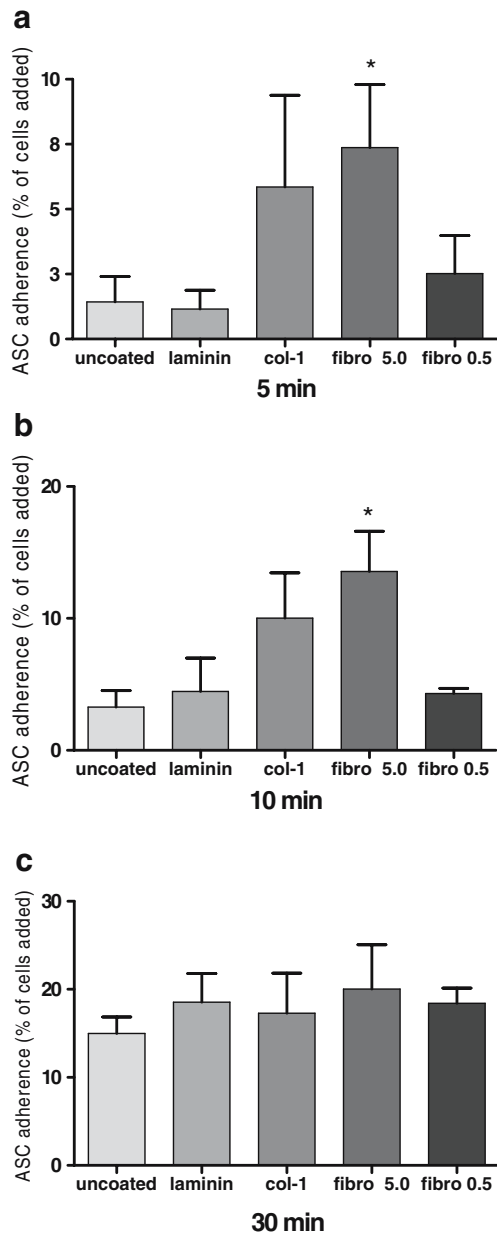 a
ASC adherence (% of cells added)
10
8
5
3
0
*
uncoated laminin col-1 fibro 5.0 fibro 0.5
5 min
b
ASC adherence (% of cells added)
20
10
0
*
uncoated laminin col-1 fibro 5.0 fibro 0.5
10 min
c
ASC adherence (% of cells added)
30
20
10
0
uncoated laminin col-1 fibro 5.0 fibro 0.5
30 min